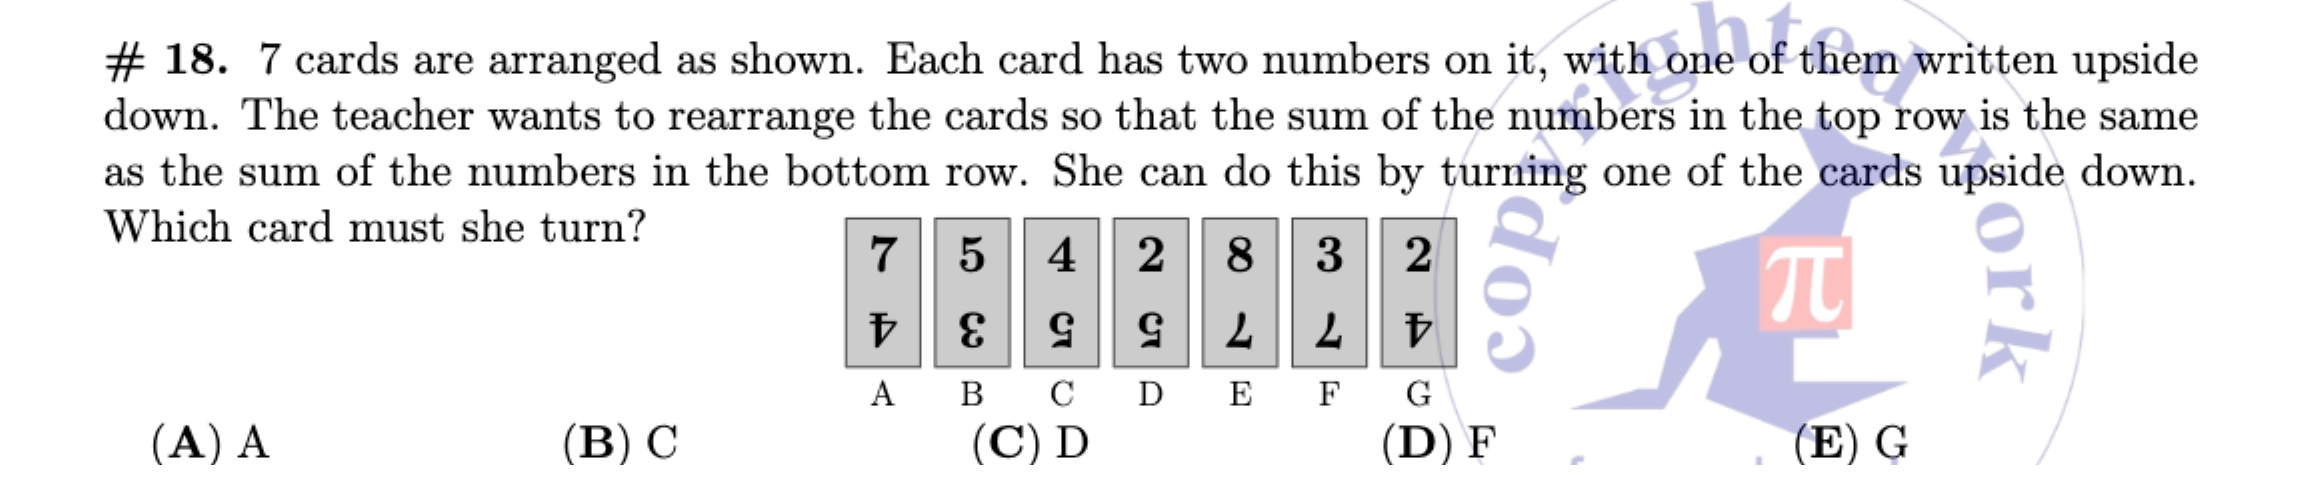 # 18. 7 cards are arranged as shown. Each card has two numbers on it, with one of them written upside
down. The teacher wants to rearrange the cards so that the sum of the numbers in the top row is the same
as the sum of the numbers in the bottom row. She can do this by turning one of the cards upside down.
Which card must she turn?
7 5 4 2 8 3 2
4 3 5 5 7 7 4
A B C D E F G
(A) A (B) C (C) D (D) F (E) G
copyrighted work
π